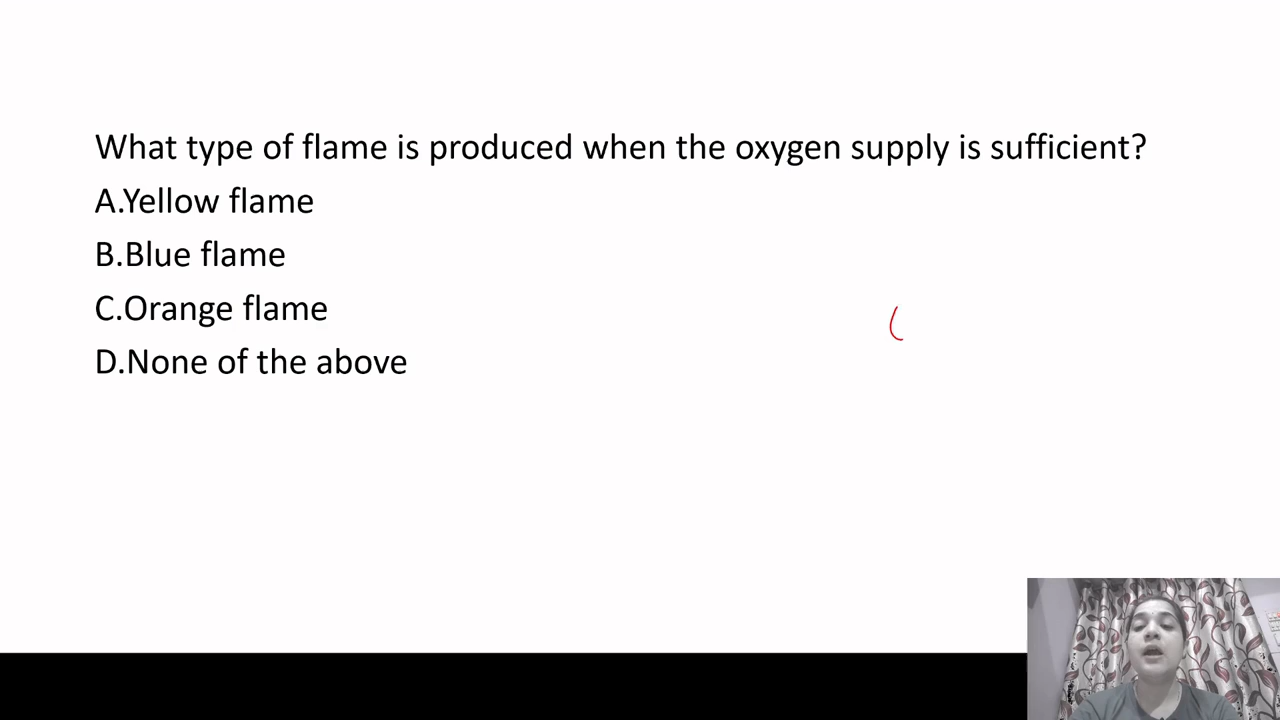 What type of flame is produced when the oxygen supply is sufficient?
A.Yellow flame
B.Blue flame
C.Orange flame
D.None of the above